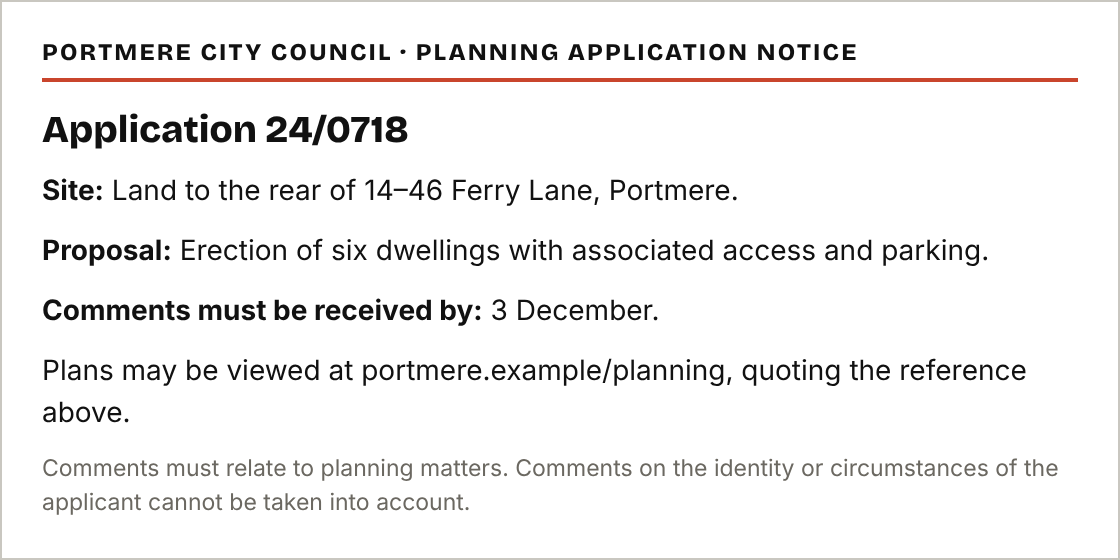 PORTMERE CITY COUNCIL · PLANNING APPLICATION NOTICE
Application 24/0718
Site: Land to the rear of 14–46 Ferry Lane, Portmere.
Proposal: Erection of six dwellings with associated access and parking.
Comments must be received by: 3 December.
Plans may be viewed at portmere.example/planning, quoting the reference
above.
Comments must relate to planning matters. Comments on the identity or circumstances of the
applicant cannot be taken into account.